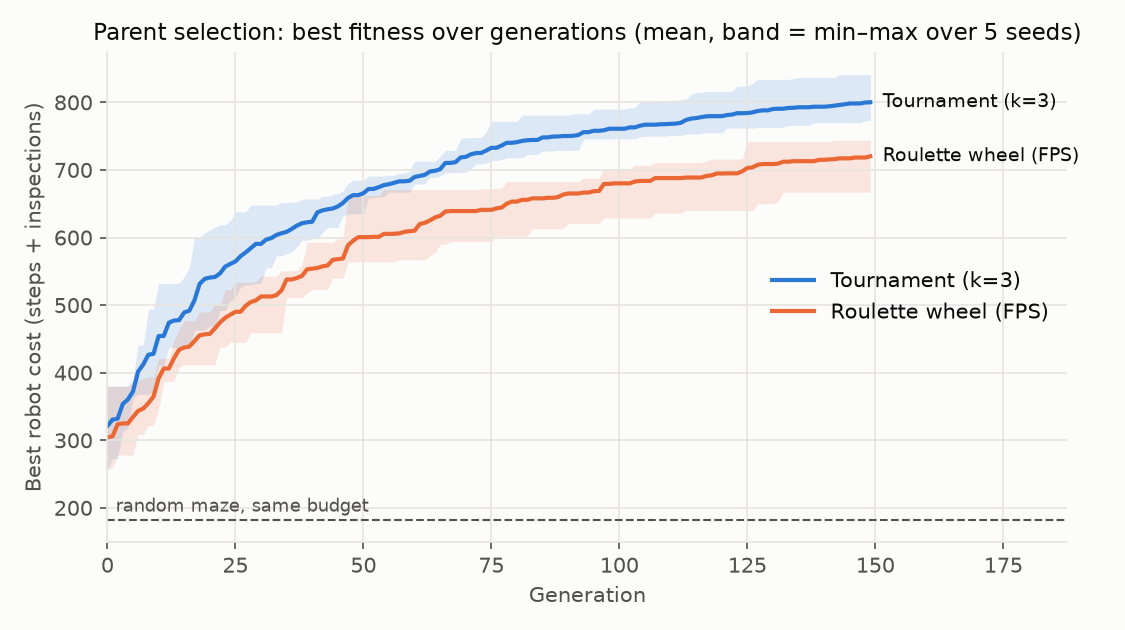 Parent selection: best fitness over generations (mean, band = min–max over 5 seeds)
Best robot cost (steps + inspections)
800
700
600
500
400
300
200
Tournament (k=3)
Roulette wheel (FPS)
Tournament (k=3)
Roulette wheel (FPS)
random maze, same budget
0 25 50 75 100 125 150 175
Generation